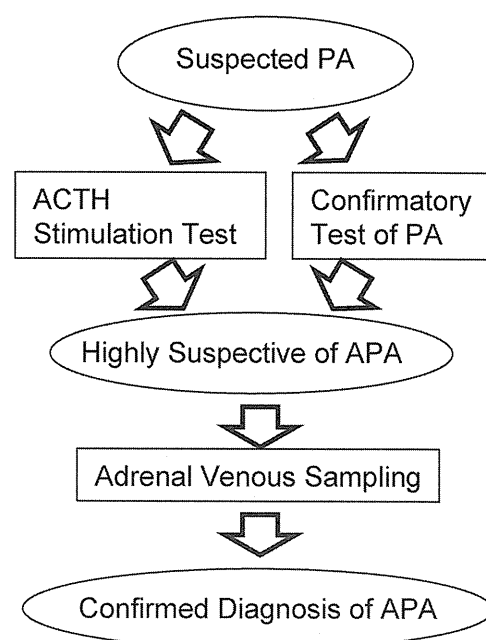 Suspected PA
ACTH
Stimulation Test
Confirmatory
Test of PA
Highly Suspective of APA
Adrenal Venous Sampling
Confirmed Diagnosis of APA